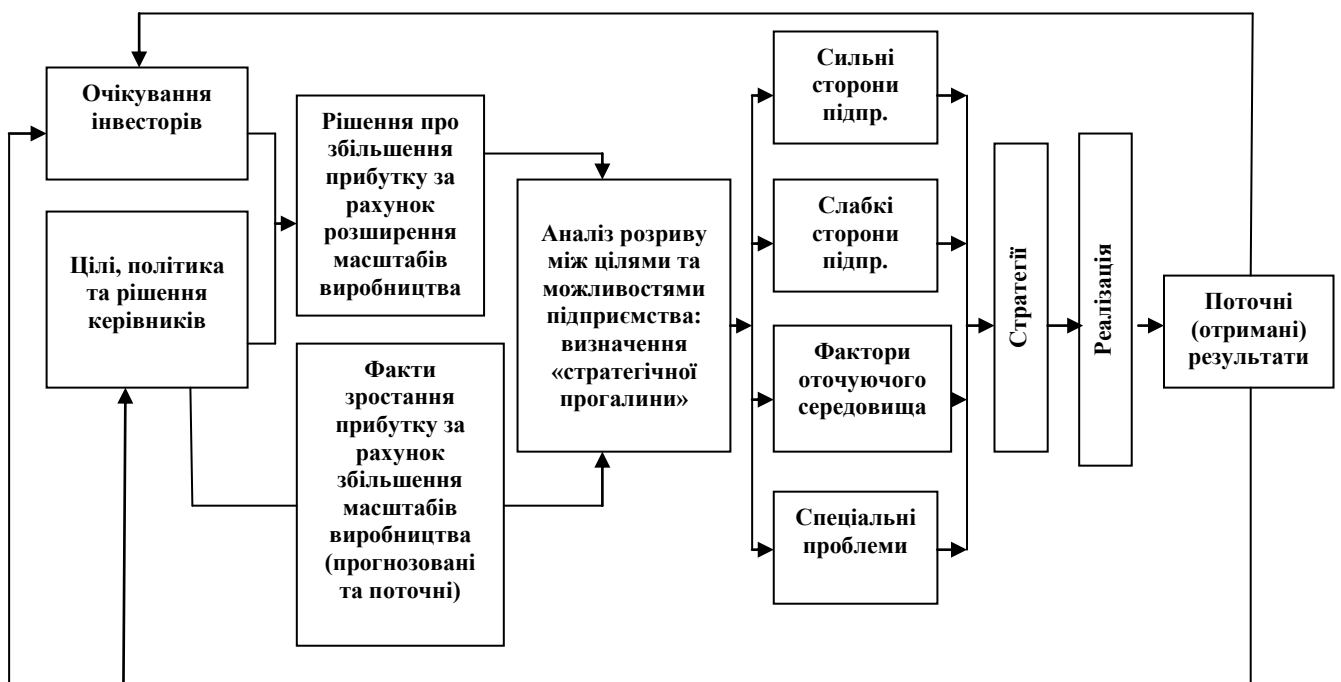 Очікування
інвесторів
Цілі, політика
та рішення
керівників
Рішення про
збільшення
прибутку за
рахунок
розширення
масштабів
виробництва
Факти
зростання
прибутку за
рахунок
збільшення
масштабів
виробництва
(прогнозовані
та поточні)
Аналіз розриву
між цілями та
можливостями
підприємства:
визначення
«стратегічної
прогалини»
Сильні
сторони
підпр.
Слабкі
сторони
підпр.
Фактори
оточуючого
середовища
Спеціальні
проблеми
Стратегії
Реалізація
Поточні
(отримані)
результати